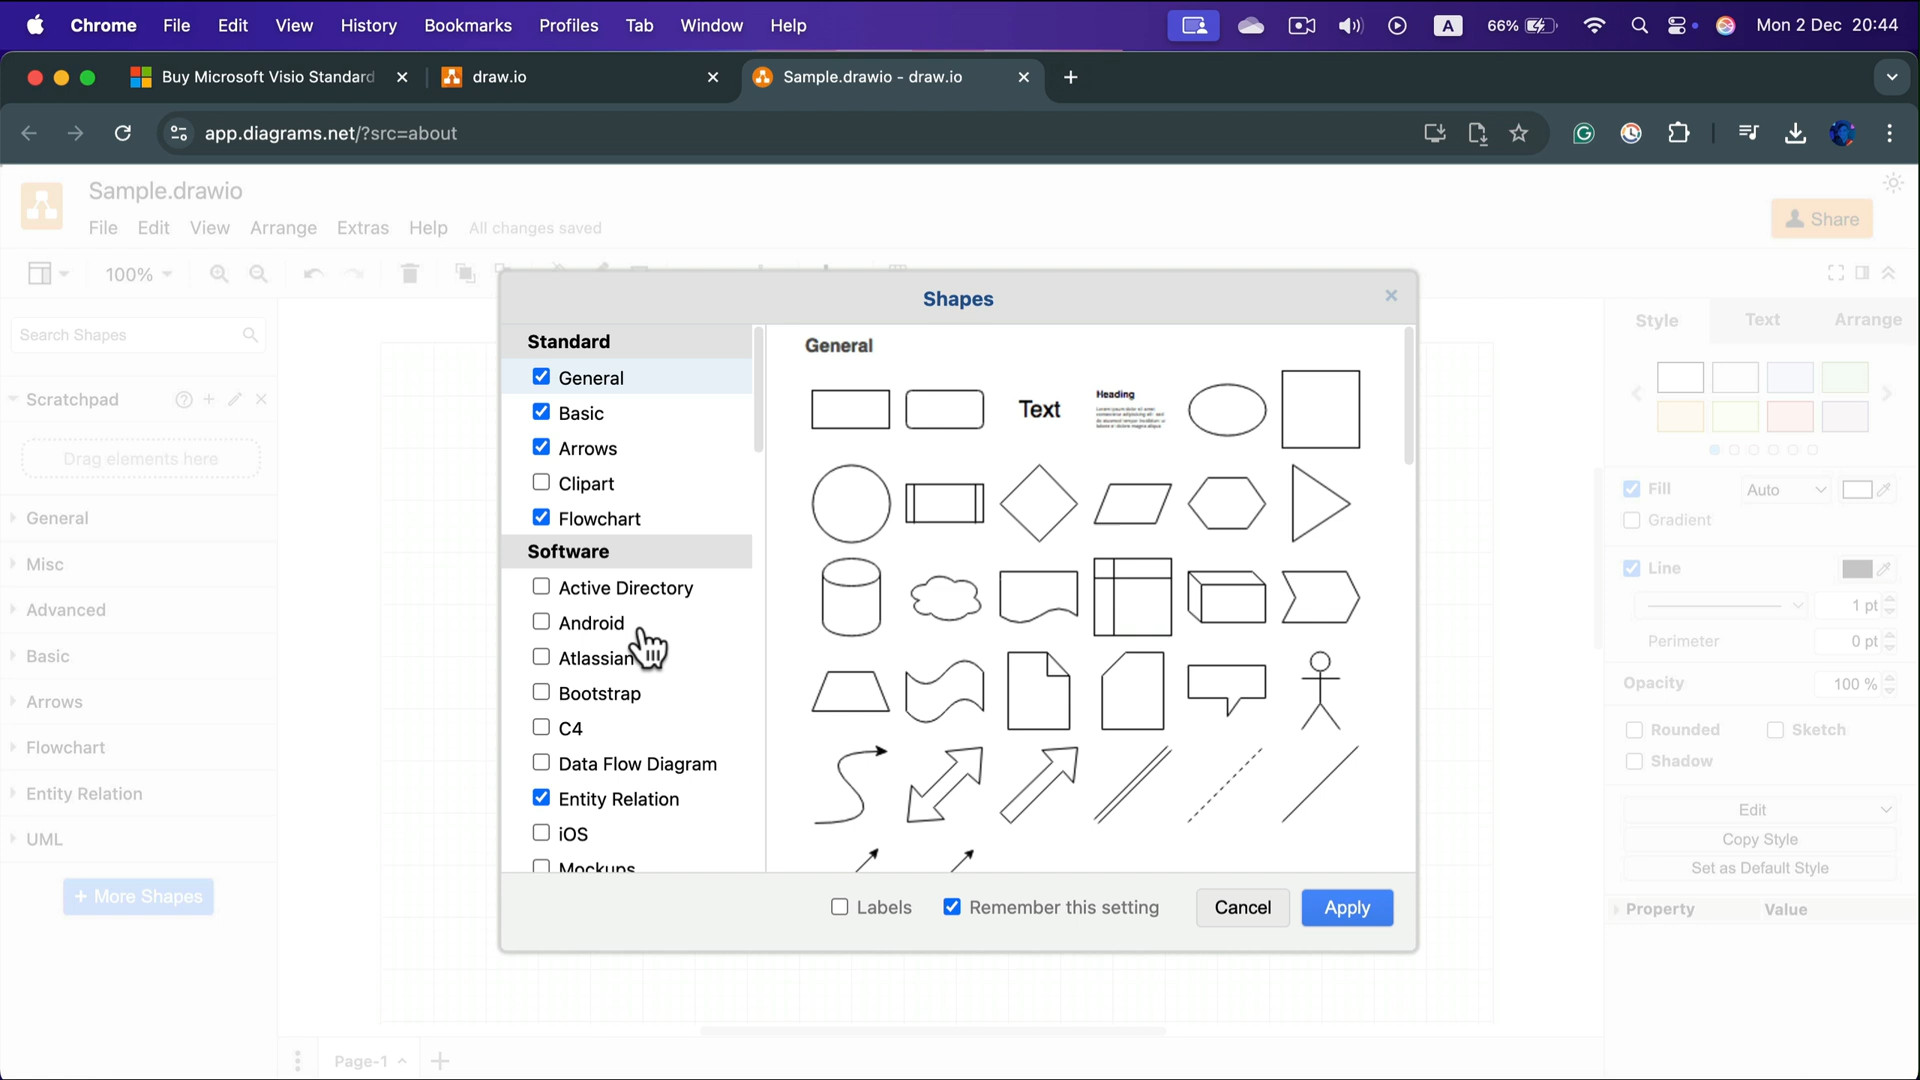 Chrome File Edit View History Bookmarks Profiles Tab Window Help A 66% Mon 2 Dec 20:44
Buy Microsoft Visio Standard draw.io Sample.drawio - draw.io
app.diagrams.net/?src=about
Sample.drawio
File Edit View Arrange Extras Help All changes saved
Share
100%
Shapes
Search Shapes
Scratchpad
Drag elements here
General
Misc
Advanced
Basic
Arrows
Flowchart
Entity Relation
UML
+ More Shapes
Standard
General
Basic
Arrows
Clipart
Flowchart
Software
Active Directory
Android
Atlassian
Bootstrap
C4
Data Flow Diagram
Entity Relation
iOS
Mockups
General
Text
Heading
Labels Remember this setting Cancel Apply
Style Text Arrange
Fill Auto
Gradient
Line
1 pt
Perimeter 0 pt
Opacity 100 %
Rounded Sketch
Shadow
Edit
Copy Style
Set as Default Style
Property Value
Page-1